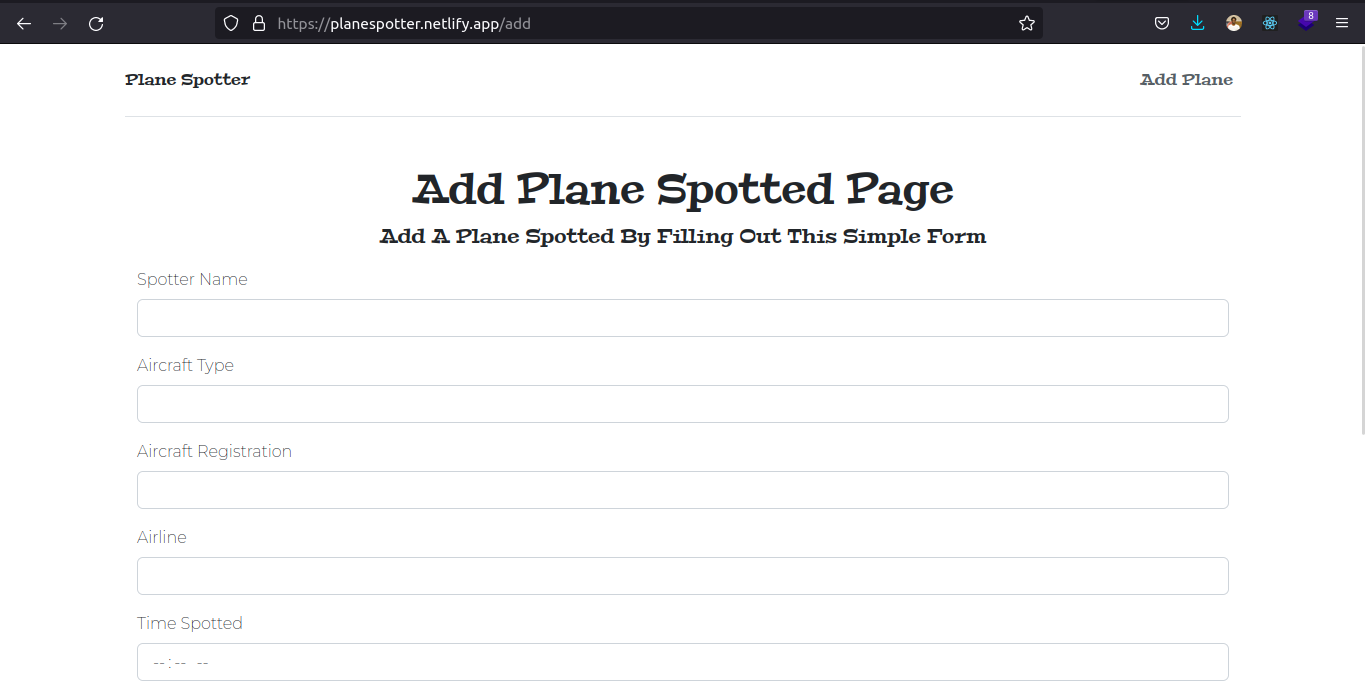 https://planespotter.netlify.app/add
8
Plane Spotter
Add Plane
Add Plane Spotted Page
Add A Plane Spotted By Filling Out This Simple Form
Spotter Name
Aircraft Type
Aircraft Registration
Airline
Time Spotted
--:-- --